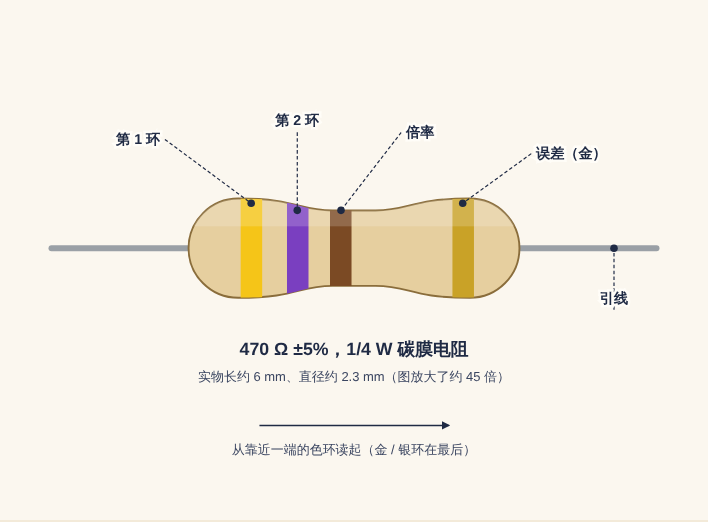 第 2 环
倍率
第 1 环
误差（金）
引线
470 Ω ±5%，1/4 W 碳膜电阻
实物长约 6 mm、直径约 2.3 mm（图放大了约 45 倍）
从靠近一端的色环读起（金 / 银环在最后）